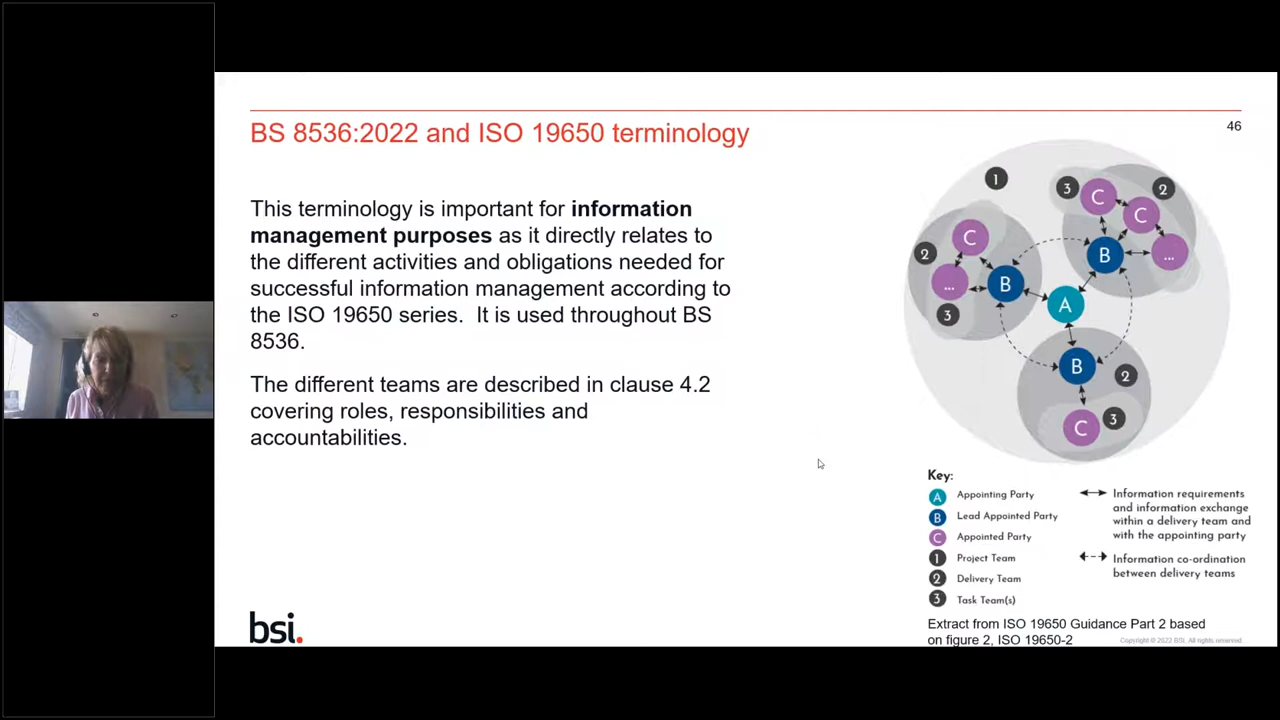 BS 8536:2022 and ISO 19650 terminology
46
This terminology is important for information
management purposes as it directly relates to
the different activities and obligations needed for
successful information management according to
the ISO 19650 series.  It is used throughout BS
8536.
The different teams are described in clause 4.2
covering roles, responsibilities and
accountabilities.
1
3
C
2
C
C
2
B
...
...
B
A
3
B
2
C
3
Key:
A Appointing Party
B Lead Appointed Party
C Appointed Party
1 Project Team
2 Delivery Team
3 Task Team(s)
Information requirements
and information exchange
within a delivery team and
with the appointing party
Information co-ordination
between delivery teams
Extract from ISO 19650 Guidance Part 2 based
on figure 2, ISO 19650-2
bsi.
Copyright © 2022 BSI. All rights reserved